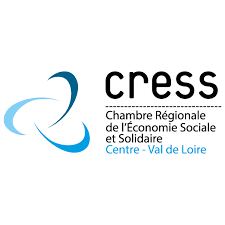 cress
Chambre Régionale
de l'Économie Sociale
et Solidaire
Centre - Val de Loire